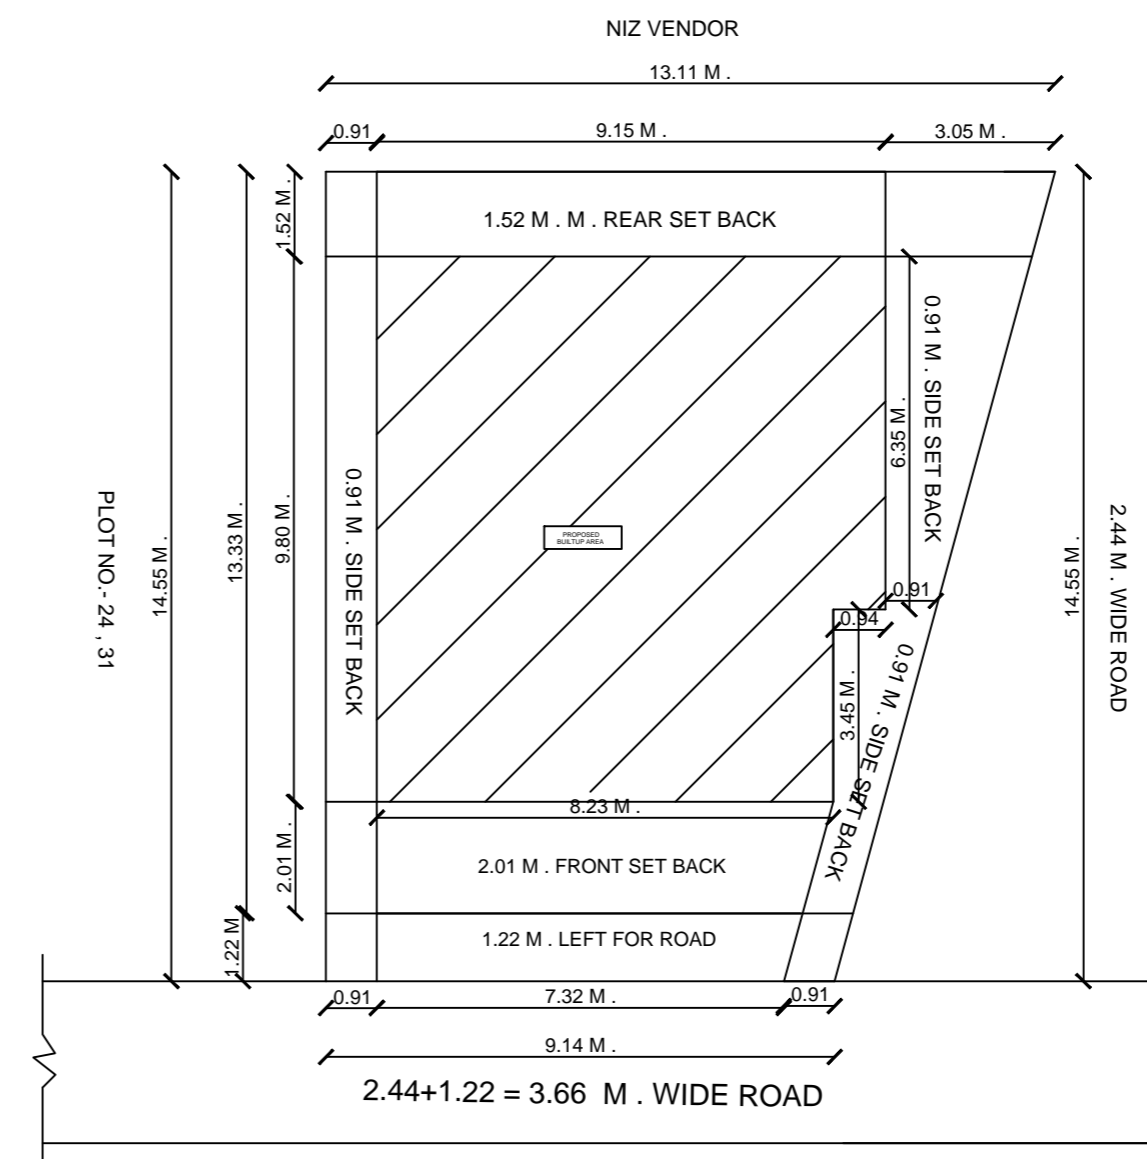 NIZ VENDOR
13.11 M .
0.91
9.15 M .
3.05 M .
1.52 M .
1.52 M . M . REAR SET BACK
0.91 M . SIDE SET BACK
6.35 M .
PLOT NO.- 24 , 31
14.55 M .
13.33 M .
9.80 M .
0.91 M . SIDE SET BACK
PROPOSED
BUILTUP AREA
14.55 M .
2.44 M . WIDE ROAD
0.91
0.94
3.45 M .
0.91 M . SIDE SET BACK
8.23 M .
2.01 M .
2.01 M . FRONT SET BACK
1.22 M
1.22 M . LEFT FOR ROAD
0.91
7.32 M .
0.91
9.14 M .
2.44+1.22 = 3.66 M . WIDE ROAD